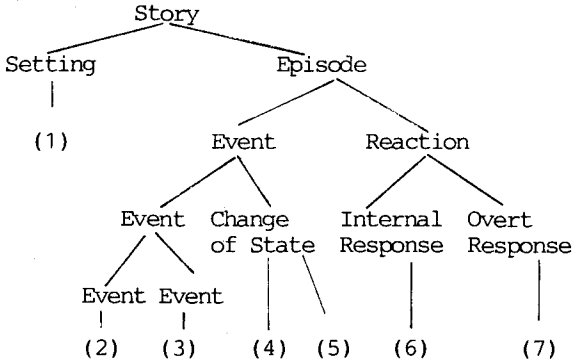 Story
Setting Episode
(1)
Event Reaction
Event Change Internal Overt
of State Response Response
Event Event
(2) (3) (4) (5) (6) (7)